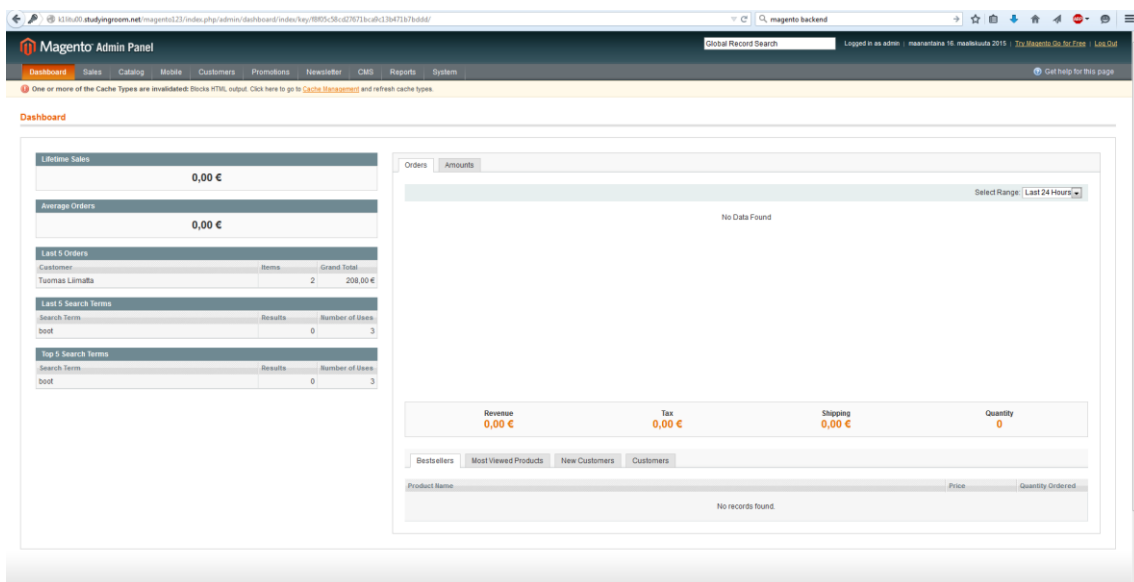 k1litu00.studyingroom.net/magento123/index.php/admin/dashboard/index/key/f8f05c58cd27671bca9c13b471b7bddd/
magento backend
Magento Admin Panel
Global Record Search
Logged in as admin | maanantaina 16. maaliskuuta 2015 | Try Magento Go for Free | Log Out
Dashboard Sales Catalog Mobile Customers Promotions Newsletter CMS Reports System
Get help for this page
One or more of the Cache Types are invalidated: Blocks HTML output. Click here to go to Cache Management and refresh cache types.
Dashboard
Lifetime Sales
0,00 €
Average Orders
0,00 €
Last 5 Orders
Customer Items Grand Total
Tuomas Liimatta 2 208,00 €
Last 5 Search Terms
Search Term Results Number of Uses
boot 0 3
Top 5 Search Terms
Search Term Results Number of Uses
boot 0 3
Orders Amounts
Select Range: Last 24 Hours
No Data Found
Revenue Tax Shipping Quantity
0,00 € 0,00 € 0,00 € 0
Bestsellers Most Viewed Products New Customers Customers
Product Name Price Quantity Ordered
No records found.